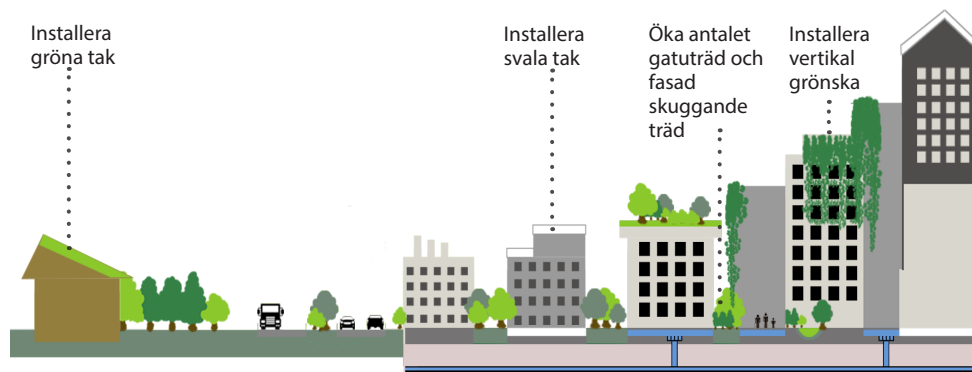 Installera
gröna tak
Installera
svala tak
Öka antalet
gatuträd och
fasad
skuggande
träd
Installera
vertikal
grönska